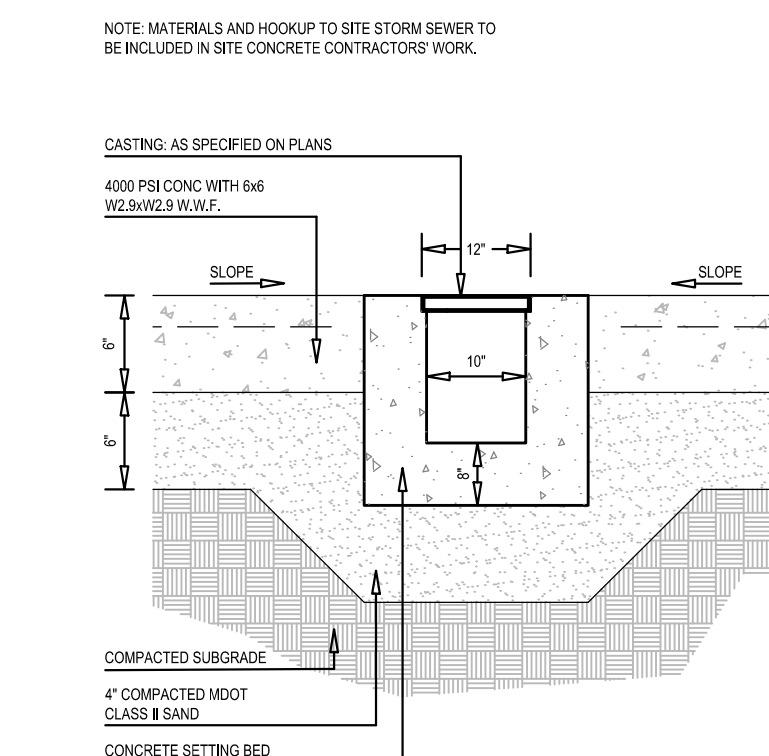 NOTE: MATERIALS AND HOOKUP TO SITE STORM SEWER TO
BE INCLUDED IN SITE CONCRETE CONTRACTORS' WORK.
CASTING: AS SPECIFIED ON PLANS
4000 PSI CONC WITH 6x6
W2.9xW2.9 W.W.F.
12"
SLOPE
SLOPE
6"
10"
6"
8"
COMPACTED SUBGRADE
4" COMPACTED MDOT
CLASS II SAND
CONCRETE SETTING BED